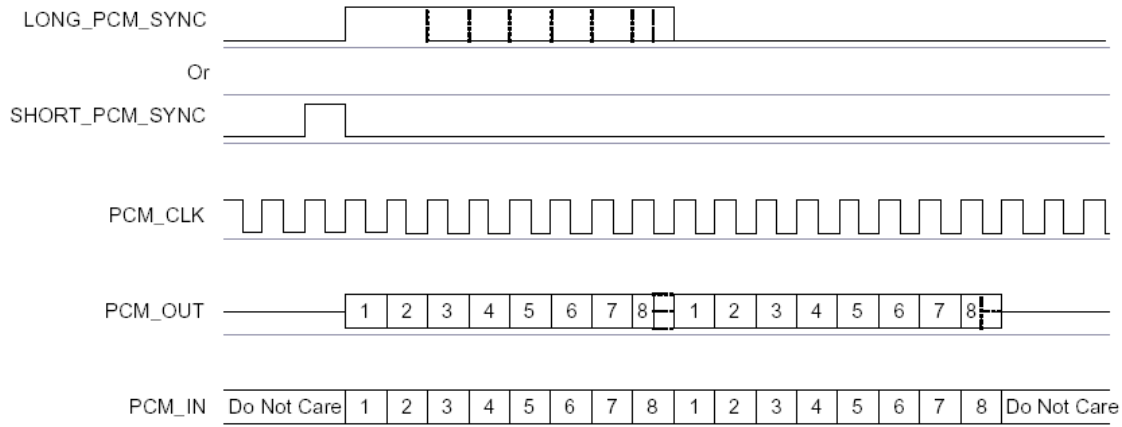 LONG_PCM_SYNC
Or
SHORT_PCM_SYNC
PCM_CLK
PCM_OUT 1 2 3 4 5 6 7 8 1 2 3 4 5 6 7 8
PCM_IN Do Not Care 1 2 3 4 5 6 7 8 1 2 3 4 5 6 7 8 Do Not Care